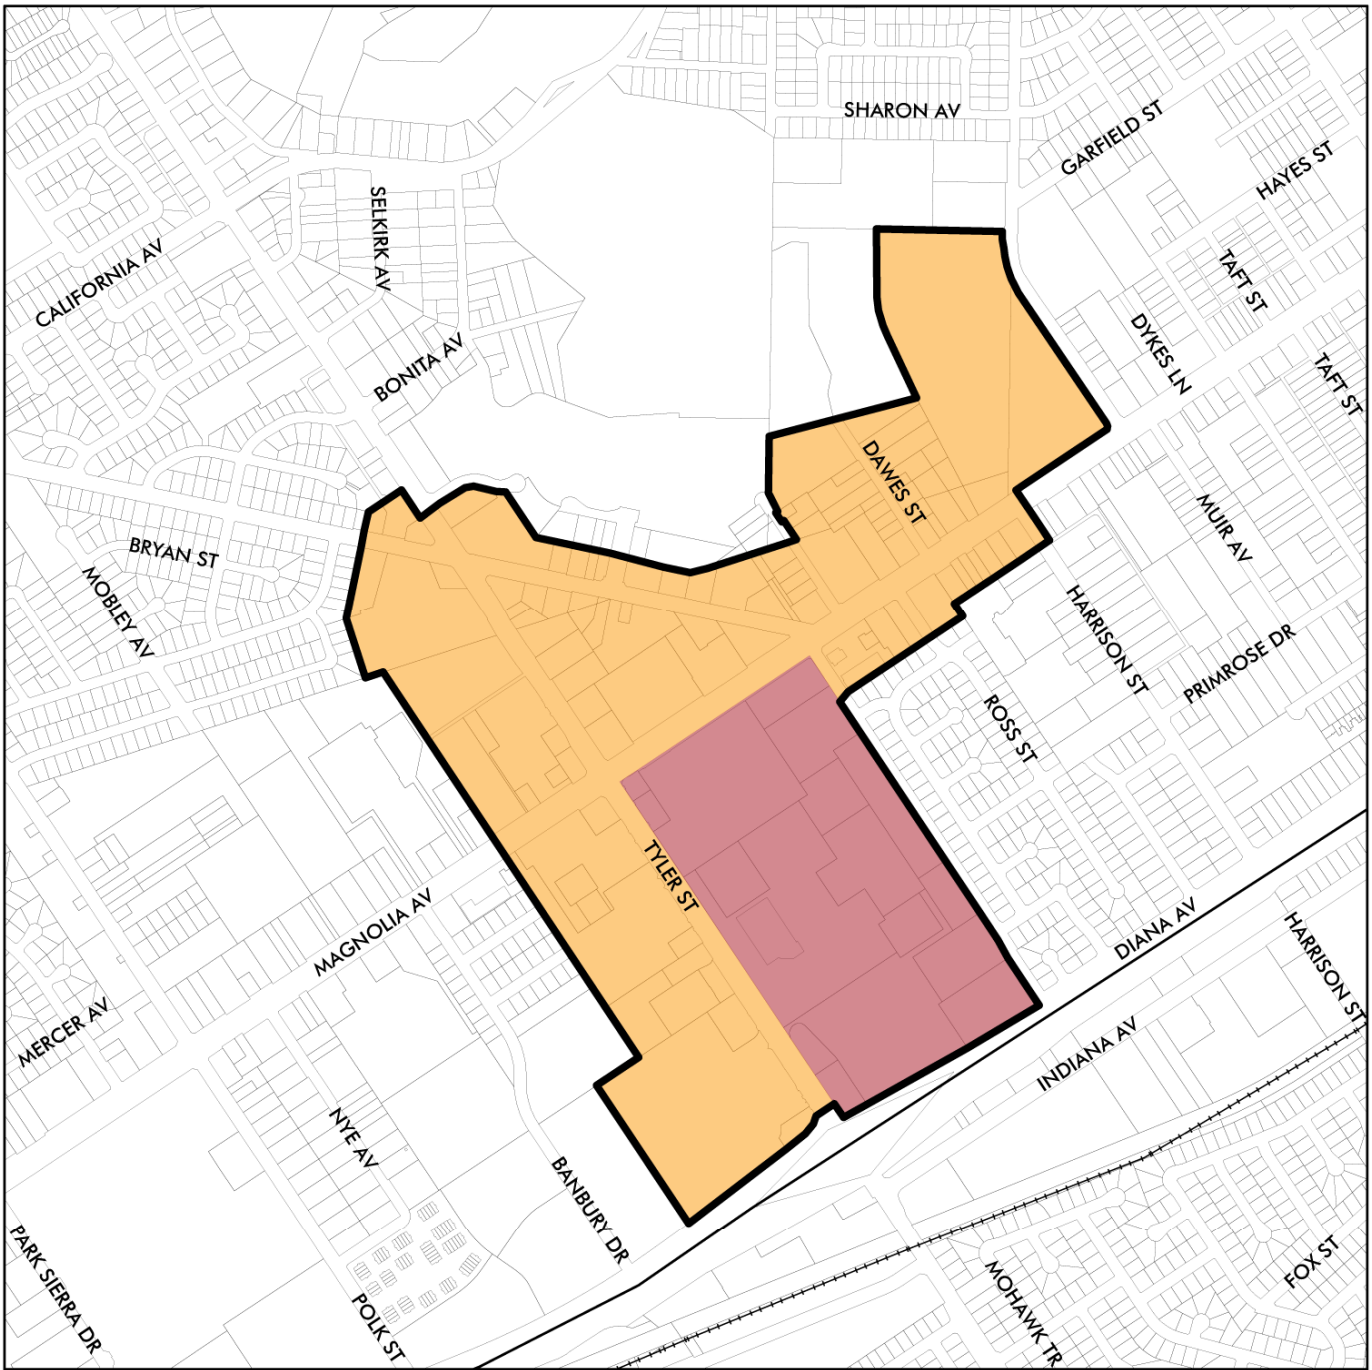 SHARON AV
GARFIELD ST
HAYES ST
SELKIRK AV
CALIFORNIA AV
TAFT ST
DYKES LN
TAFT ST
BONITA AV
DAWES ST
MUIR AV
BRYAN ST
MOBLEY AV
HARRISON ST
PRIMROSE DR
ROSS ST
TYLER ST
MAGNOLIA AV
DIANA AV
HARRISON ST
MERCER AV
INDIANA AV
NYE AV
BANBURY DR
PARK SIERRA DR
POLK ST
MOHAWK TR
FOX ST